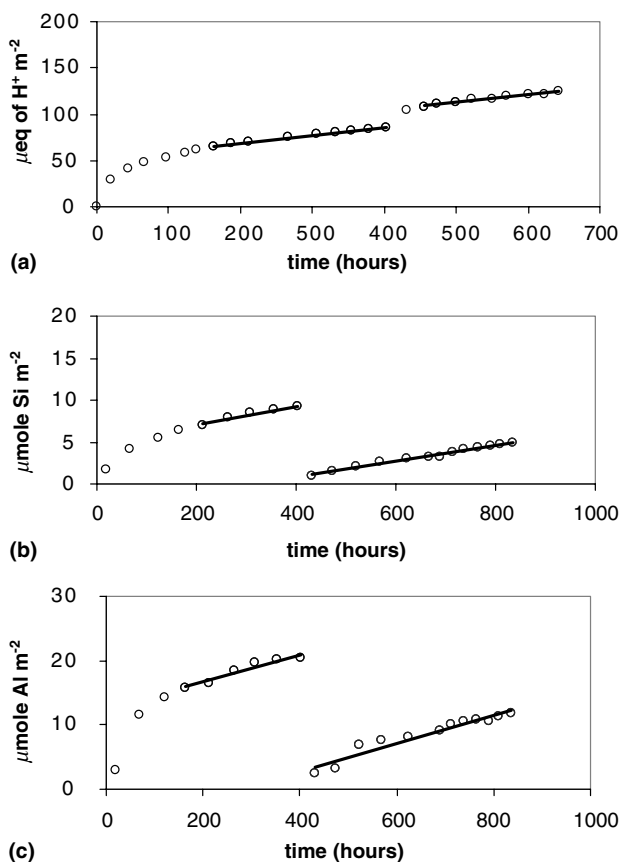 200
150
100
50
0
µeq of H⁺ m⁻²
0 100 200 500 400 500 600 700
(a) time (hours)
20
15
10
5
0
µmole Si m⁻²
0 200 400 600 800 1000
(b) time (hours)
30
20
10
0
µmole Al m⁻²
0 200 400 600 800 1000
(c) time (hours)